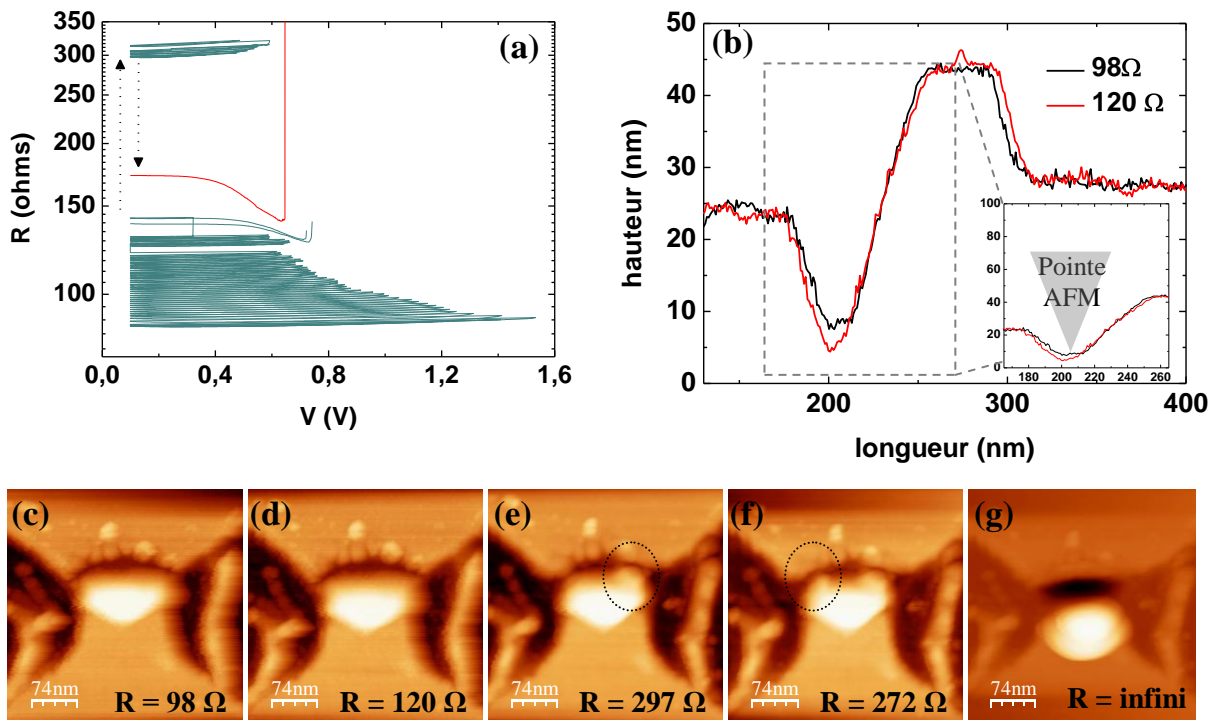 (a)
350
300
250
200
150
100
R (ohms)
0,0 0,4 0,8 1,2 1,6
V (V)
(b)
50
40
30
20
10
0
hauteur (nm)
98Ω
120 Ω
100
80
60
40
20
0
Pointe
AFM
180 200 220 240 260
200 300 400
longueur (nm)
(c)
74nm
R = 98 Ω
(d)
74nm
R = 120 Ω
(e)
74nm
R = 297 Ω
(f)
74nm
R = 272 Ω
(g)
74nm
R = infini